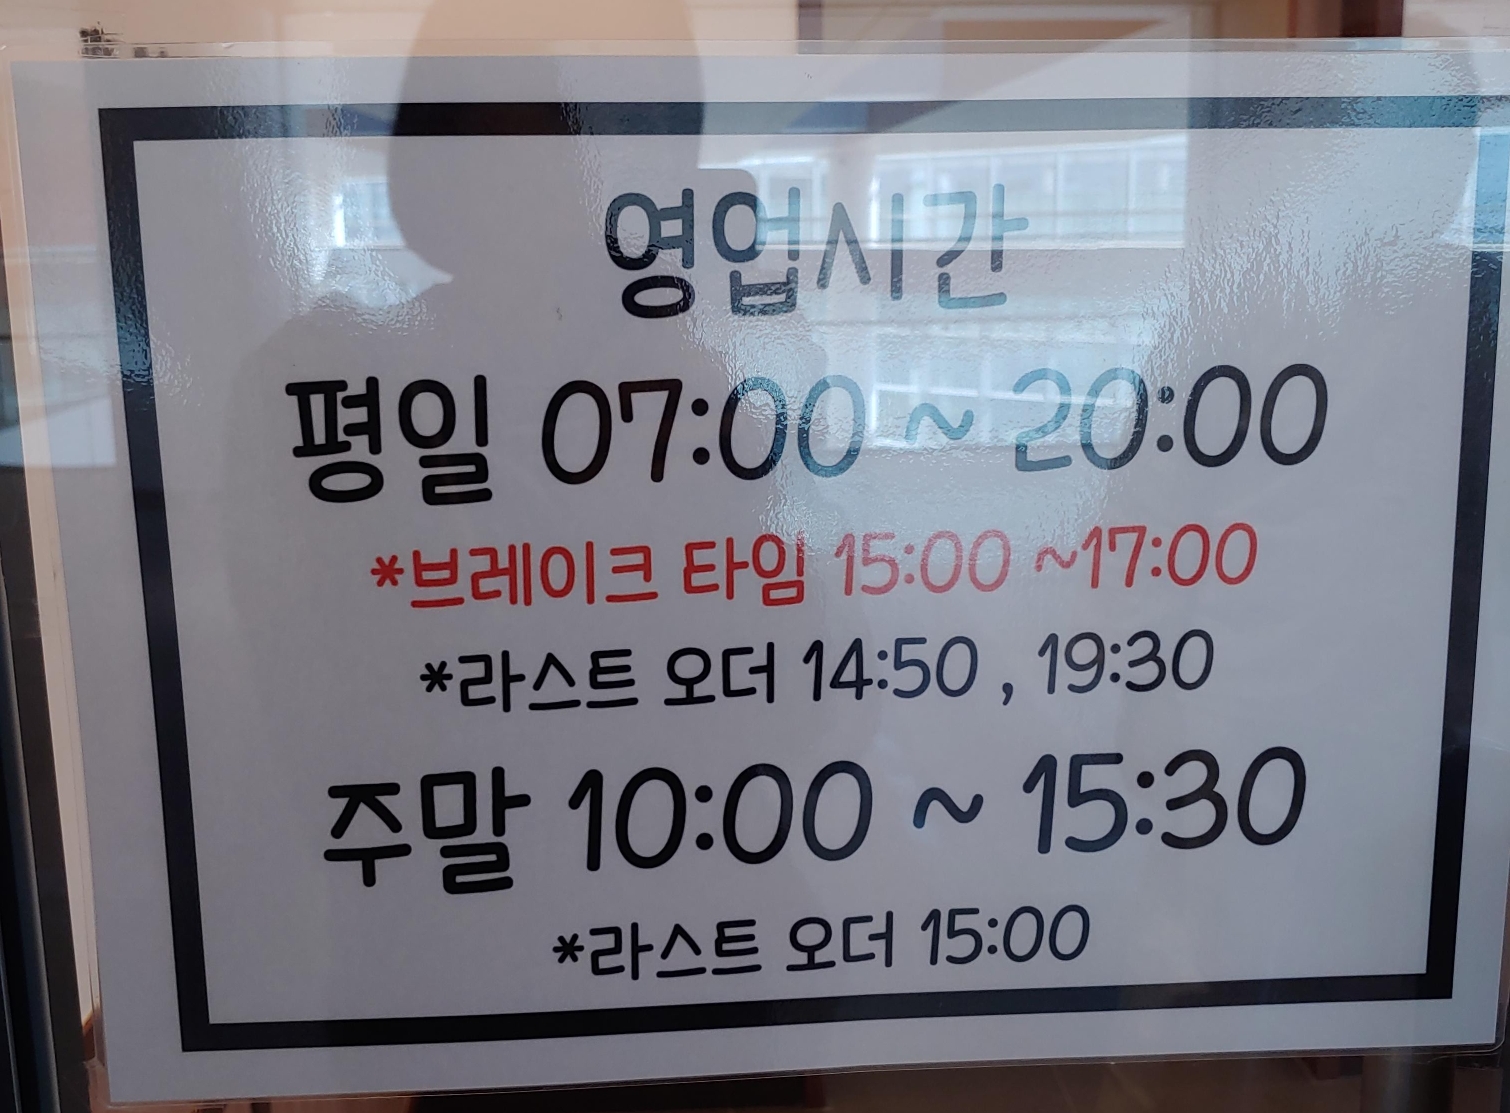 영업시간
평일 07:00 ~ 20:00
*브레이크 타임 15:00 ~17:00
*라스트 오더 14:50 , 19:30
주말 10:00 ~ 15:30
*라스트 오더 15:00